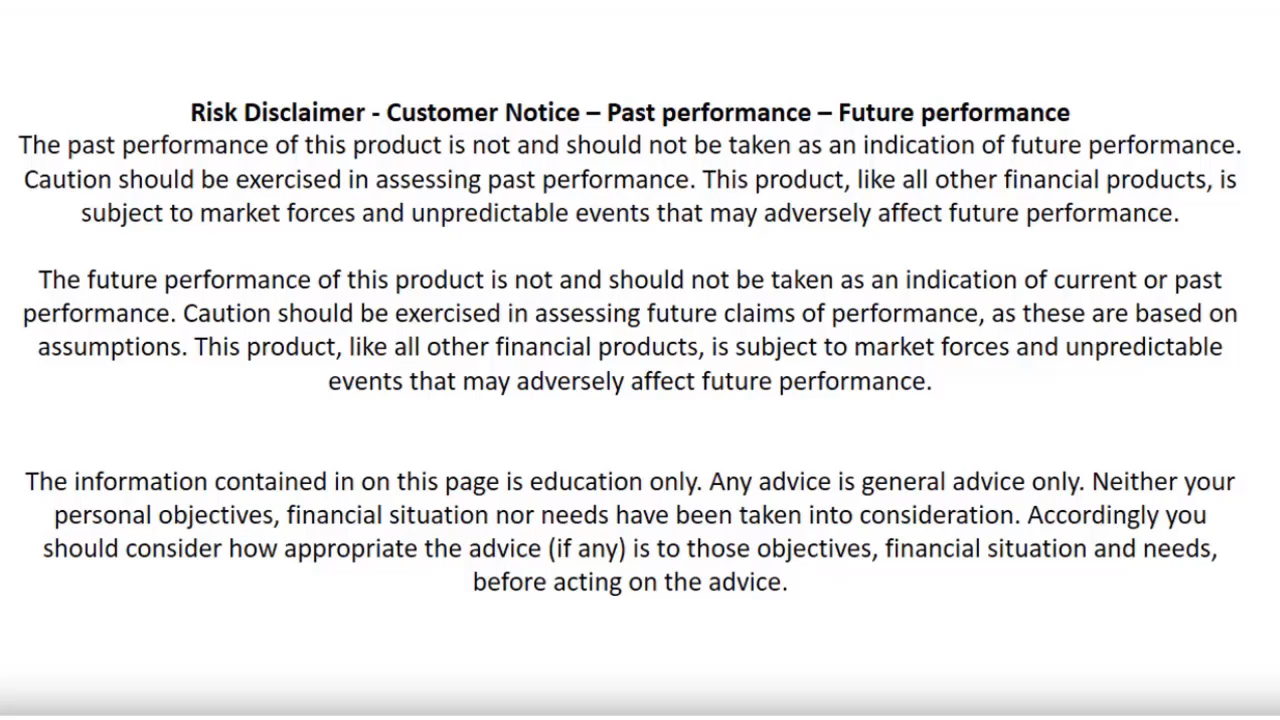 Risk Disclaimer - Customer Notice – Past performance – Future performance
The past performance of this product is not and should not be taken as an indication of future performance.
Caution should be exercised in assessing past performance. This product, like all other financial products, is
subject to market forces and unpredictable events that may adversely affect future performance.
The future performance of this product is not and should not be taken as an indication of current or past
performance. Caution should be exercised in assessing future claims of performance, as these are based on
assumptions. This product, like all other financial products, is subject to market forces and unpredictable
events that may adversely affect future performance.
The information contained in on this page is education only. Any advice is general advice only. Neither your
personal objectives, financial situation nor needs have been taken into consideration. Accordingly you
should consider how appropriate the advice (if any) is to those objectives, financial situation and needs,
before acting on the advice.